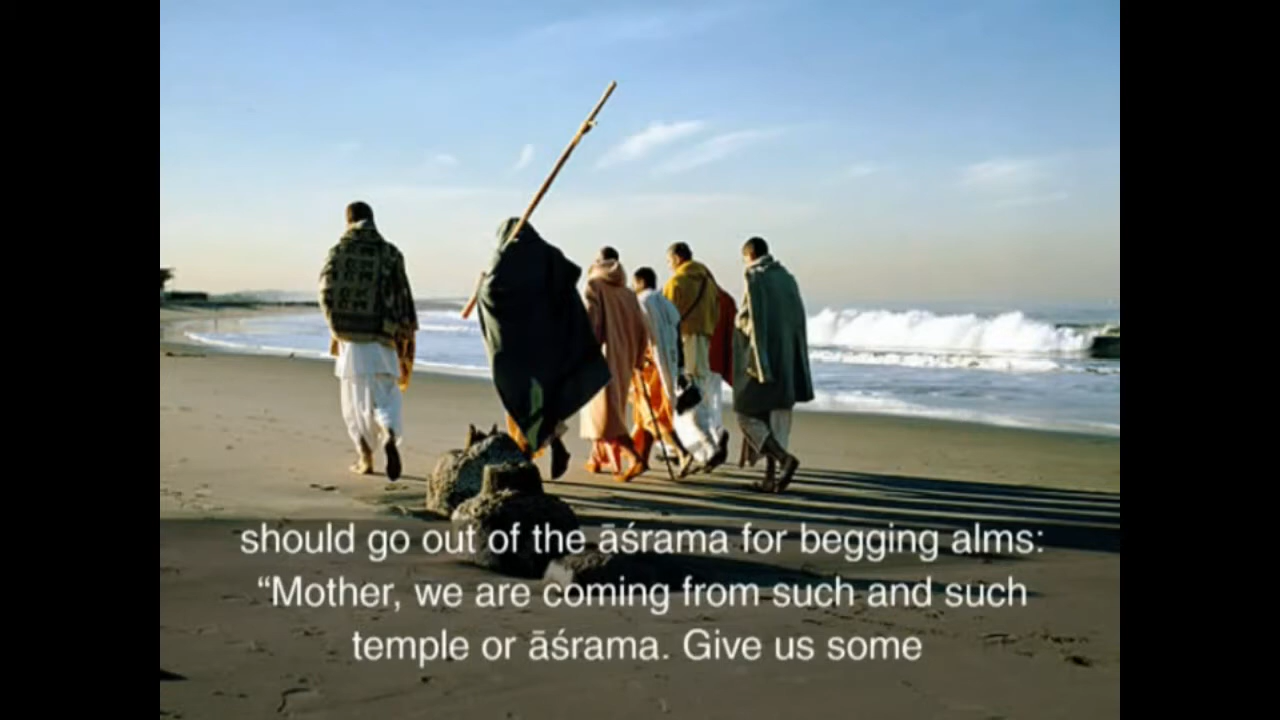 should go out of the āśrama for begging alms:
“Mother, we are coming from such and such
temple or āśrama. Give us some